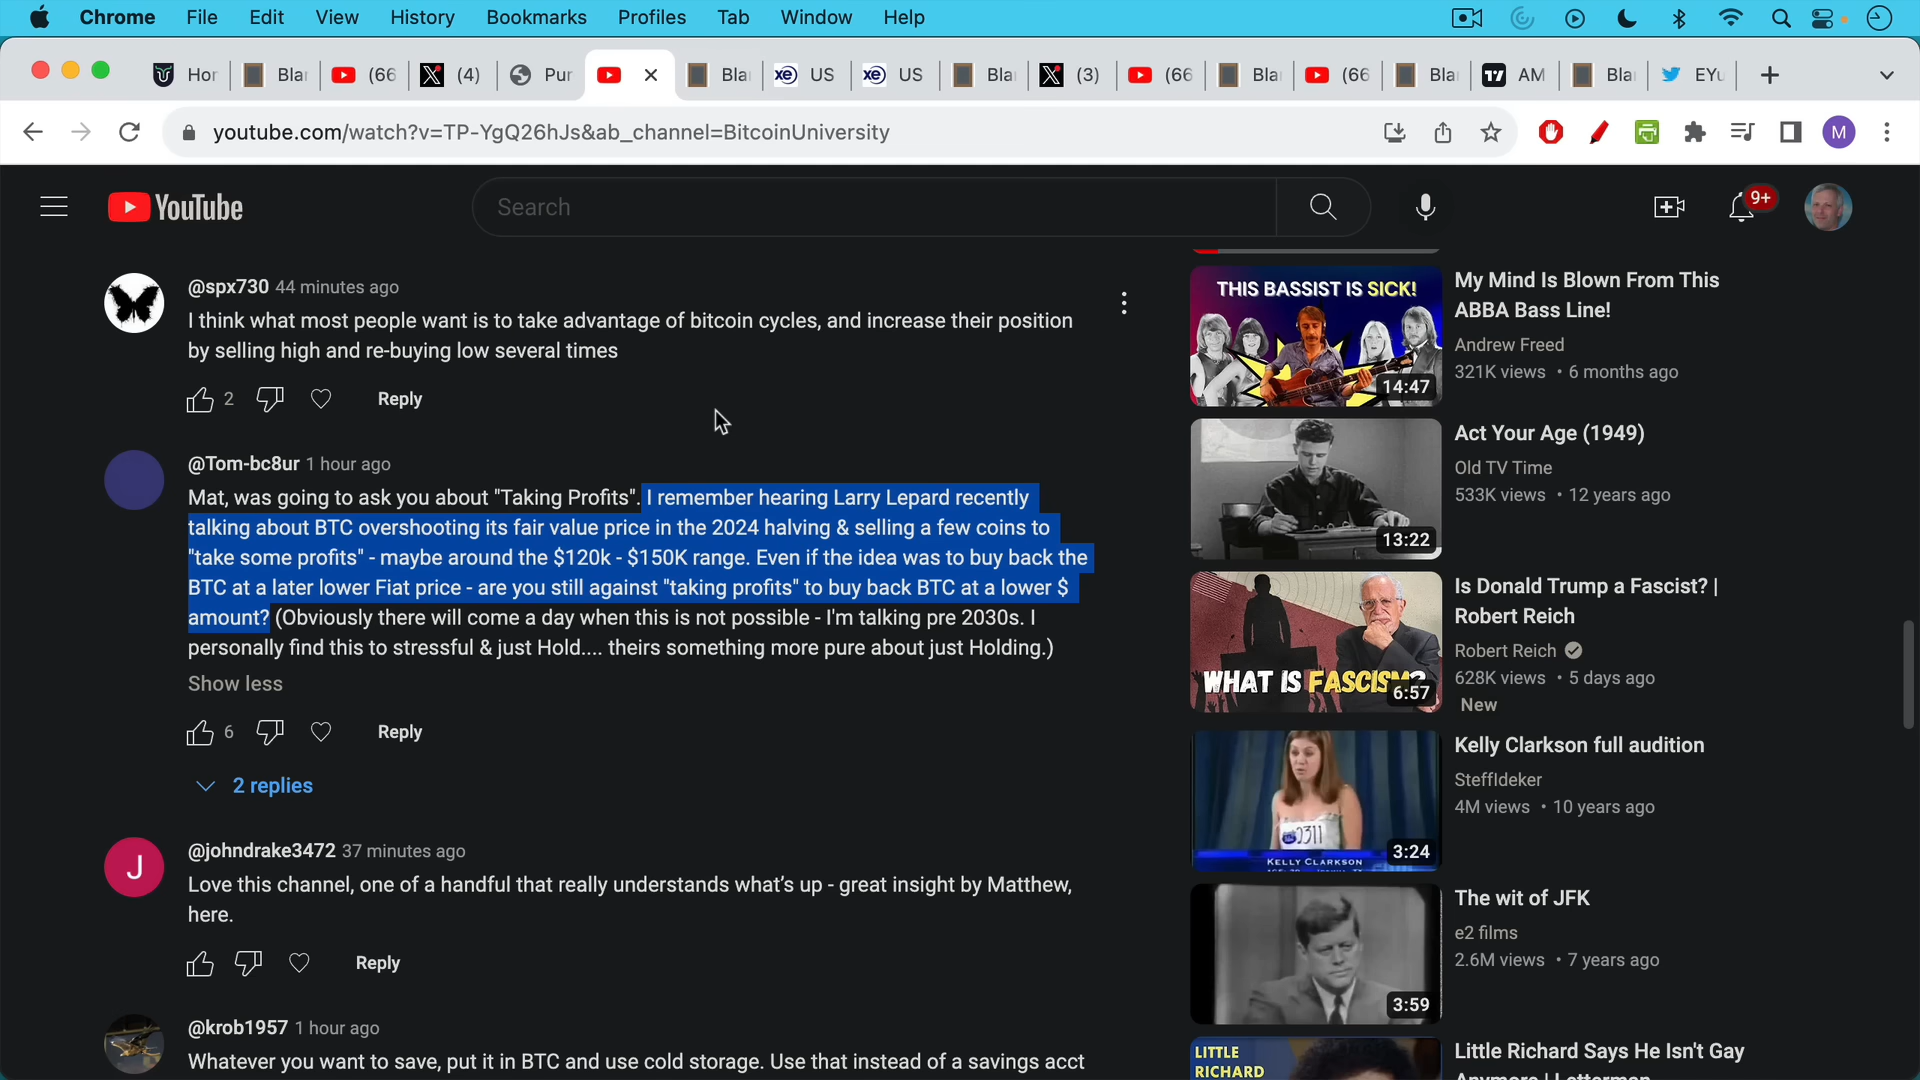 Chrome File Edit View History Bookmarks Profiles Tab Window Help
Hor Blar (66 (4) Pur Bla US US Bla (3) (66 Bla (66 Bla AM Bla EYu
youtube.com/watch?v=TP-YgQ26hJs&ab_channel=BitcoinUniversity
M
YouTube
Search
9+
@spx730 44 minutes ago
I think what most people want is to take advantage of bitcoin cycles, and increase their position
by selling high and re-buying low several times
2 Reply
@Tom-bc8ur 1 hour ago
Mat, was going to ask you about "Taking Profits". I remember hearing Larry Lepard recently
talking about BTC overshooting its fair value price in the 2024 halving & selling a few coins to
"take some profits" - maybe around the $120k - $150K range. Even if the idea was to buy back the
BTC at a later lower Fiat price - are you still against "taking profits" to buy back BTC at a lower $
amount? (Obviously there will come a day when this is not possible - I'm talking pre 2030s. I
personally find this to stressful & just Hold.... theirs something more pure about just Holding.)
Show less
6 Reply
2 replies
J
@johndrake3472 37 minutes ago
Love this channel, one of a handful that really understands what's up - great insight by Matthew,
here.
Reply
@krob1957 1 hour ago
Whatever you want to save, put it in BTC and use cold storage. Use that instead of a savings acct
THIS BASSIST IS SICK!
14:47
My Mind Is Blown From This
ABBA Bass Line!
Andrew Freed
321K views • 6 months ago
13:22
Act Your Age (1949)
Old TV Time
533K views • 12 years ago
WHAT IS FASCISM?
6:57
Is Donald Trump a Fascist? |
Robert Reich
Robert Reich
628K views • 5 days ago
New
0311
KELLY CLARKSON
3:24
Kelly Clarkson full audition
Steffldeker
4M views • 10 years ago
3:59
The wit of JFK
e2 films
2.6M views • 7 years ago
LITTLE
RICHARD
Little Richard Says He Isn't Gay
Anymore | Letterman